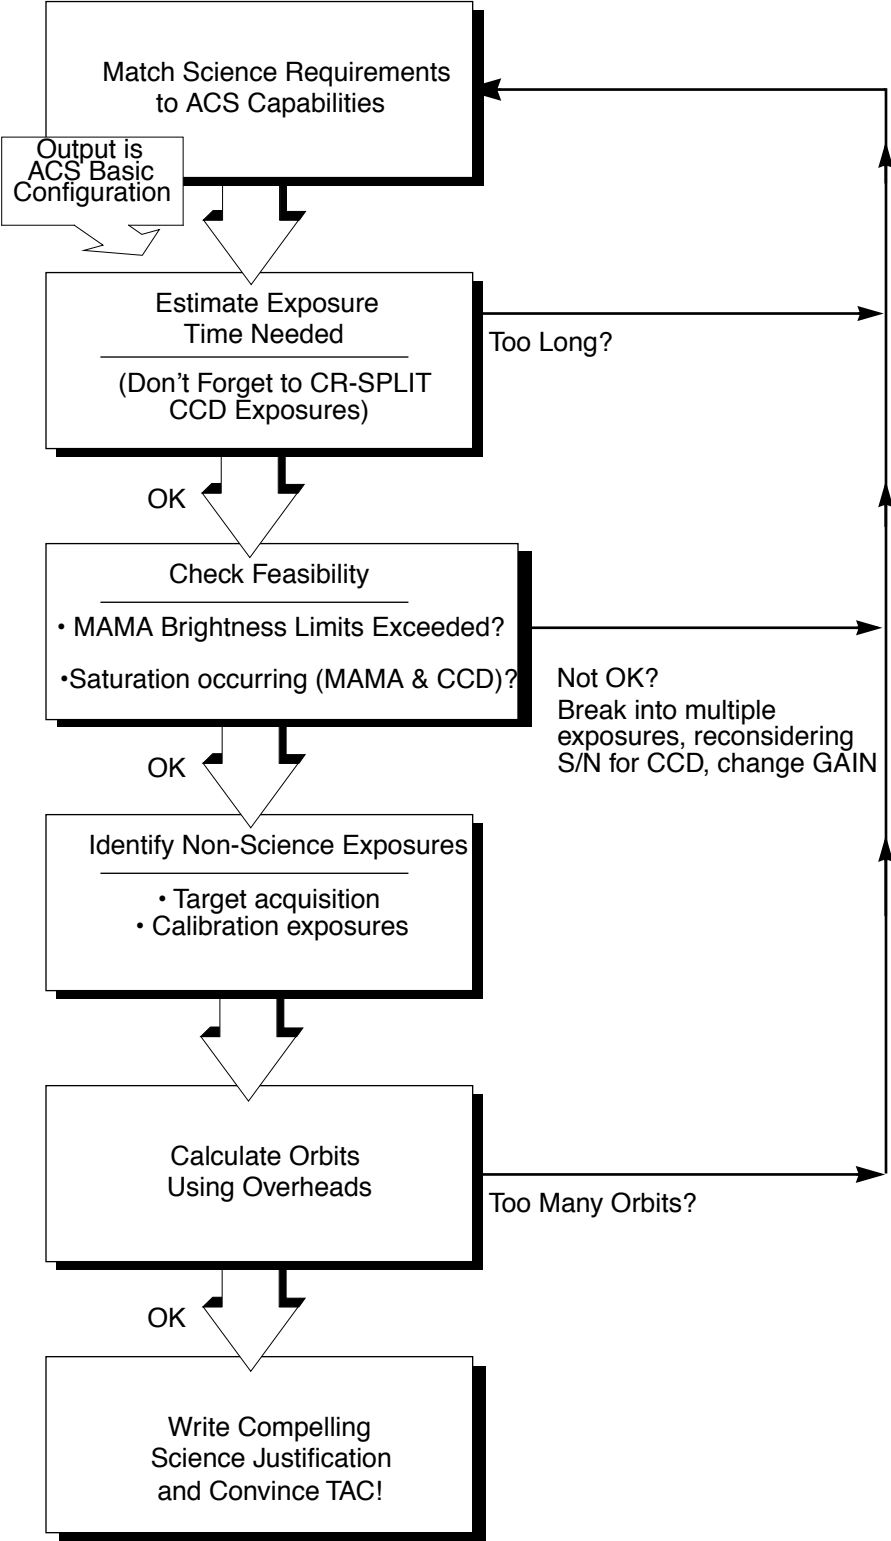 Match Science Requirements
to ACS Capabilities
Output is
ACS Basic
Configuration
Estimate Exposure
Time Needed
(Don't Forget to CR-SPLIT
CCD Exposures)
Too Long?
OK
Check Feasibility
• MAMA Brightness Limits Exceeded?
•Saturation occurring (MAMA & CCD)?
Not OK?
Break into multiple
exposures, reconsidering
S/N for CCD, change GAIN
OK
Identify Non-Science Exposures
• Target acquisition
• Calibration exposures
Calculate Orbits
Using Overheads
Too Many Orbits?
OK
Write Compelling
Science Justification
and Convince TAC!